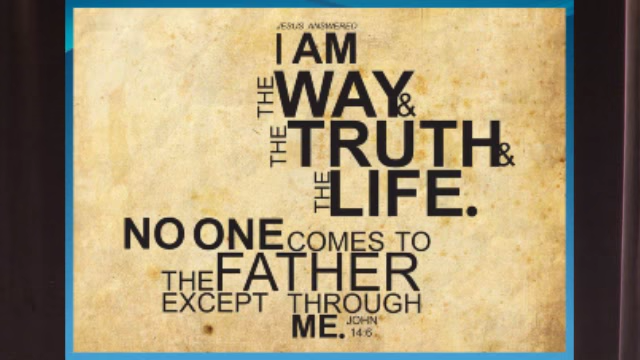 JESUS ANSWERED
I AM
THE WAY &
THE TRUTH &
THE LIFE.
NO ONE COMES TO
THE FATHER
EXCEPT THROUGH
ME. JOHN 14:6